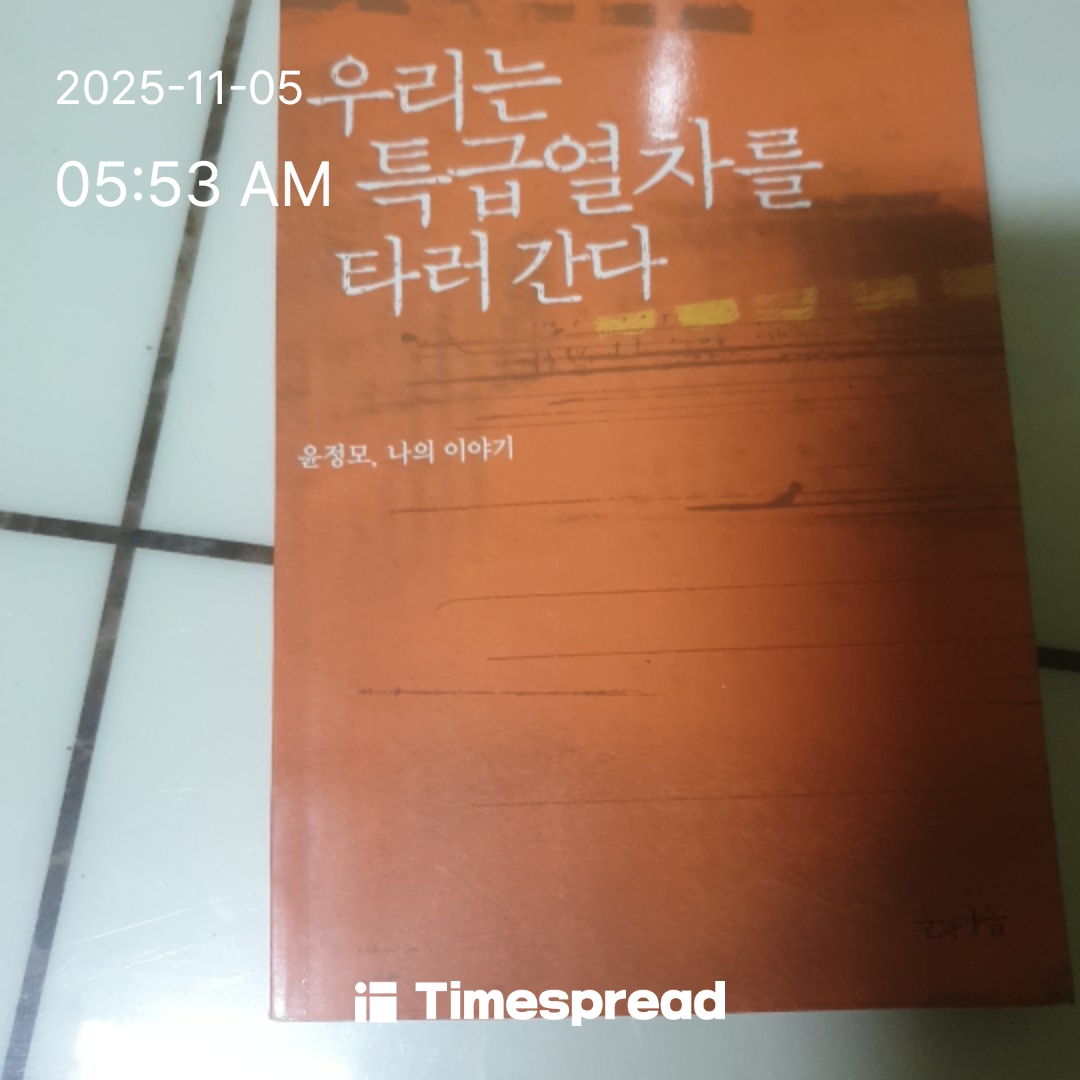 2025-11-05
05:53 AM
우리는
특급열차를
타러 간다
윤정모, 나의 이야기
Timespread